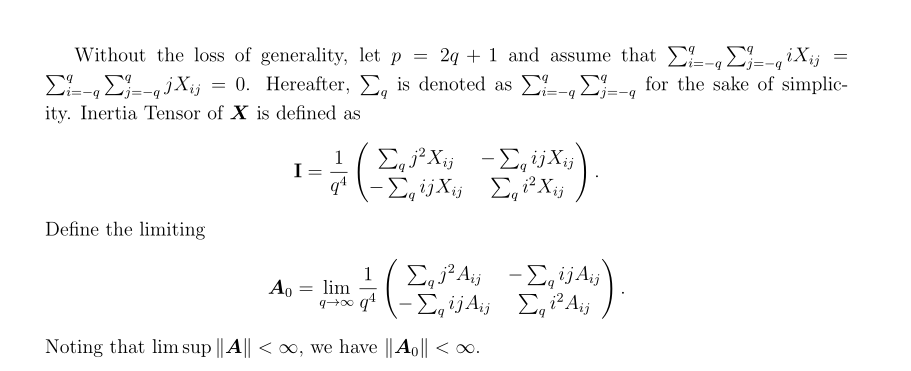 Without the loss of generality, let $p = 2q + 1$ and assume that $\sum_{i=-q}^{q} \sum_{j=-q}^{q} iX_{ij} =$
$\sum_{i=-q}^{q} \sum_{j=-q}^{q} jX_{ij} = 0$. Hereafter, $\sum_q$ is denoted as $\sum_{i=-q}^{q} \sum_{j=-q}^{q}$ for the sake of simplic-
ity. Inertia Tensor of $\boldsymbol{X}$ is defined as
$\mathbf{I} = \frac{1}{q^4} \begin{pmatrix} \sum_q j^2 X_{ij} & -\sum_q ijX_{ij} \\ -\sum_q ijX_{ij} & \sum_q i^2 X_{ij} \end{pmatrix}.$
Define the limiting
$\boldsymbol{A}_0 = \lim_{q \to \infty} \frac{1}{q^4} \begin{pmatrix} \sum_q j^2 A_{ij} & -\sum_q ijA_{ij} \\ -\sum_q ijA_{ij} & \sum_q i^2 A_{ij} \end{pmatrix}.$
Noting that $\limsup \|\boldsymbol{A}\| < \infty$, we have $\|\boldsymbol{A}_0\| < \infty$.